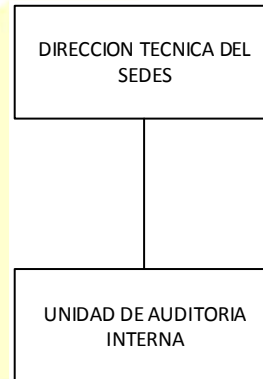 DIRECCION TECNICA DEL
SEDES
UNIDAD DE AUDITORIA
INTERNA